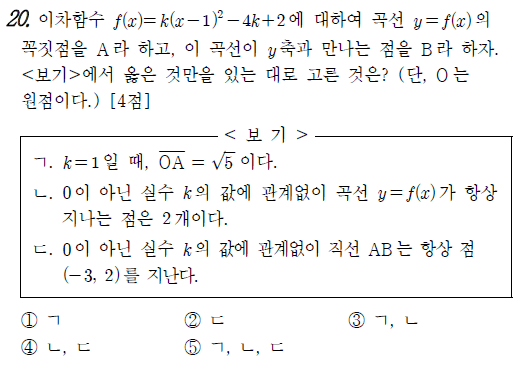 20. 이차함수 f(x)=k(x−1)²−4k+2에 대하여 곡선 y=f(x)의
꼭짓점을 A라 하고, 이 곡선이 y축과 만나는 점을 B라 하자.
<보기>에서 옳은 것만을 있는 대로 고른 것은? (단, O는
원점이다.) [4점]
< 보 기 >
ㄱ. k=1일 때, O̅A̅=√5 이다.
ㄴ. 0이 아닌 실수 k의 값에 관계없이 곡선 y=f(x)가 항상
지나는 점은 2개이다.
ㄷ. 0이 아닌 실수 k의 값에 관계없이 직선 AB는 항상 점
(−3, 2)를 지난다.
① ㄱ ② ㄷ ③ ㄱ, ㄴ
④ ㄴ, ㄷ ⑤ ㄱ, ㄴ, ㄷ